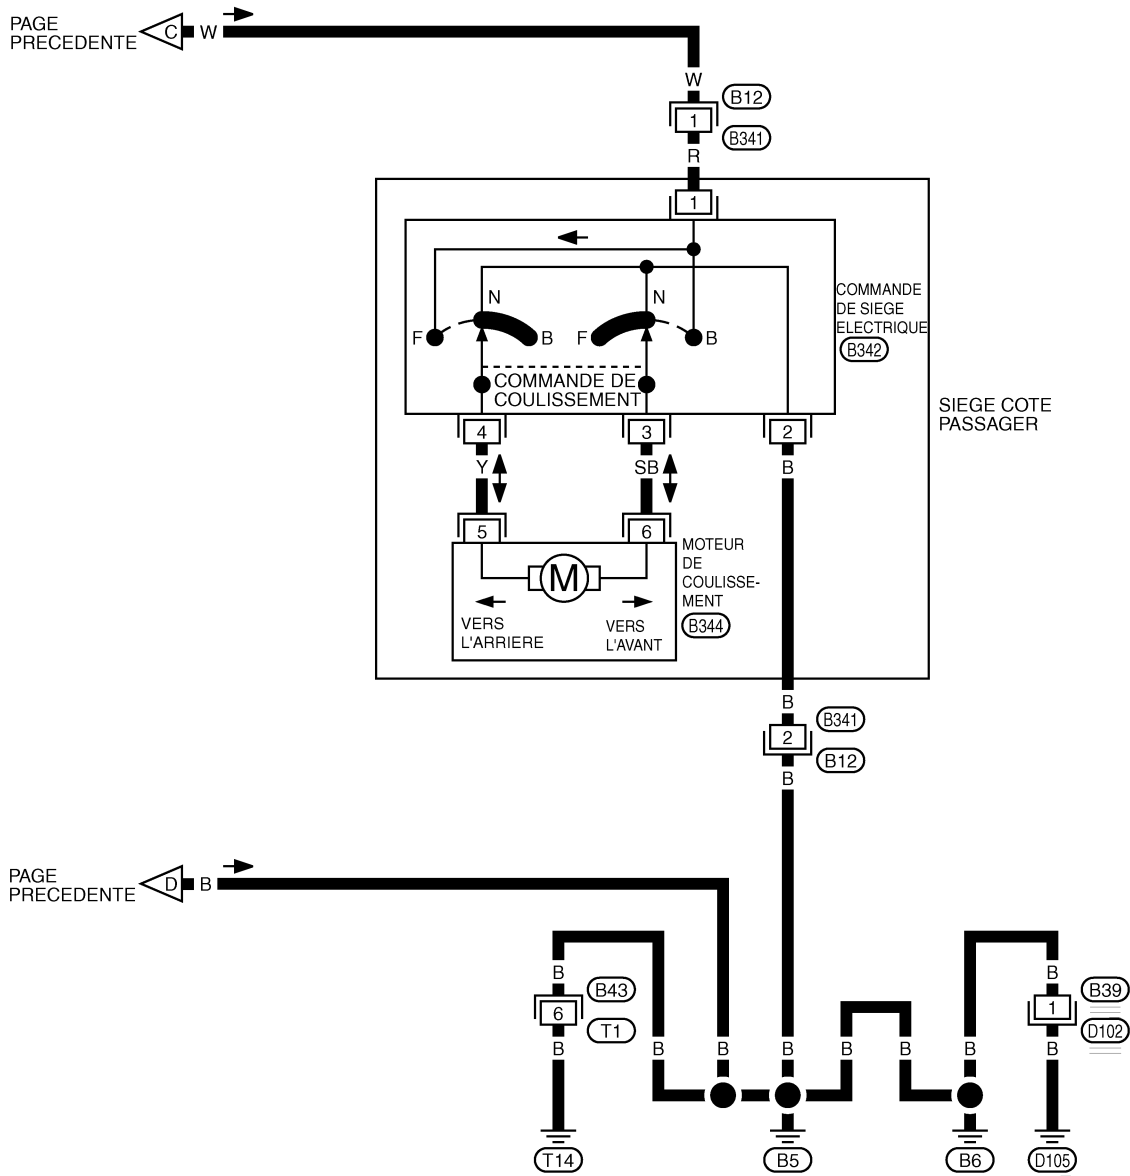 PAGE
PRECEDENTE
C
W
W
B12
1
B341
R
1
N
N
F
B
F
B
COMMANDE DE
COULISSEMENT
COMMANDE
DE SIEGE
ELECTRIQUE
B342
SIEGE COTE
PASSAGER
4
3
2
Y
SB
B
5
6
M
VERS
L'ARRIERE
VERS
L'AVANT
MOTEUR
DE
COULISSE-
MENT
B344
B
B341
2
B12
B
PAGE
PRECEDENTE
D
B
B
B
B43
B39
6
1
T1
D102
B
B
B
B
B
B
B
B
T14
B5
B6
D105